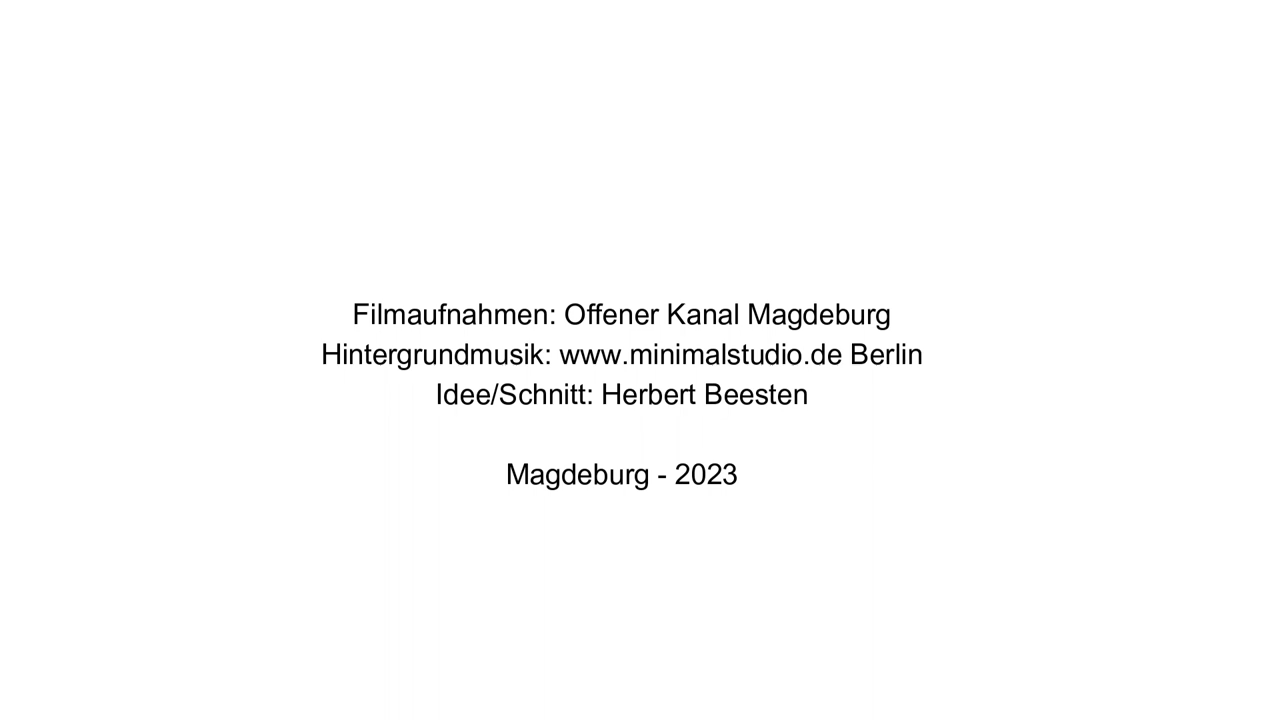 Filmaufnahmen: Offener Kanal Magdeburg
Hintergrundmusik: www.minimalstudio.de Berlin
Idee/Schnitt: Herbert Beesten
Magdeburg - 2023